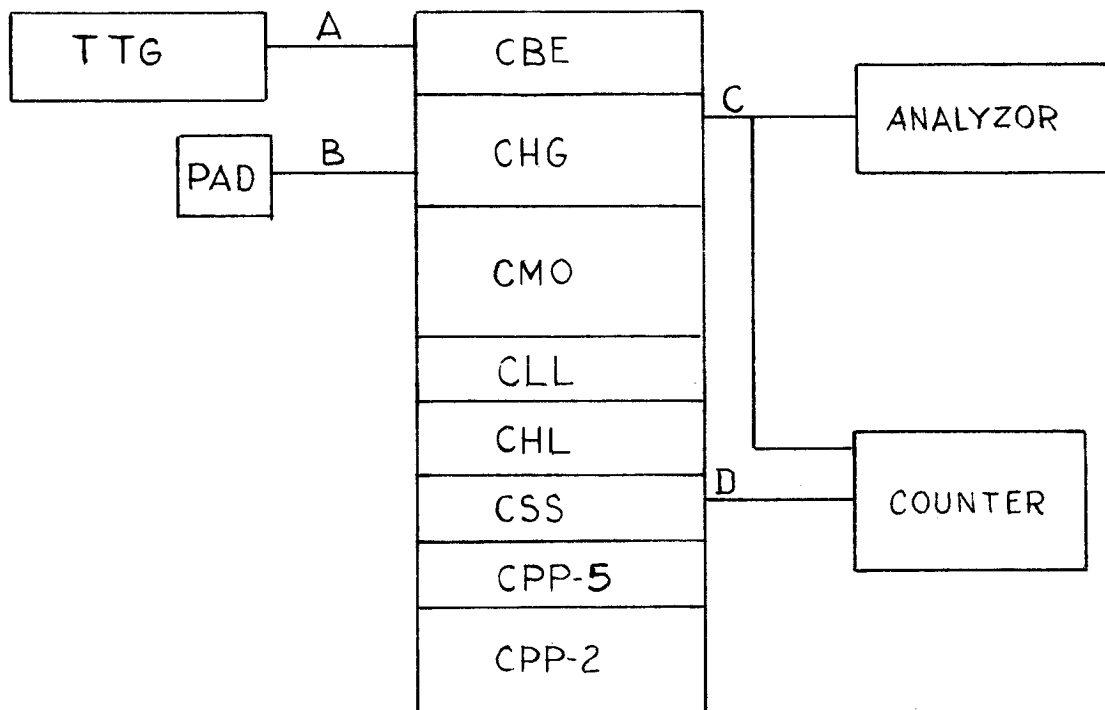 TTG
A
CBE
C
ANALYZOR
PAD
B
CHG
CMO
CLL
CHL
CSS
D
COUNTER
CPP-5
CPP-2